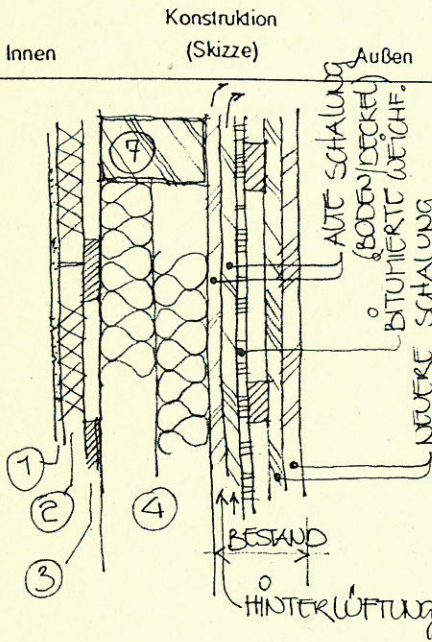 Konstruktion
Innen (Skizze) Außen
7
ALTE SCHALUNG
(BODEN/DECKEL)
BITUMIERTE WEICHF.
NEUERE SCHALUNG
1
2
3
4
BESTAND
HINTERLÜFTUNG